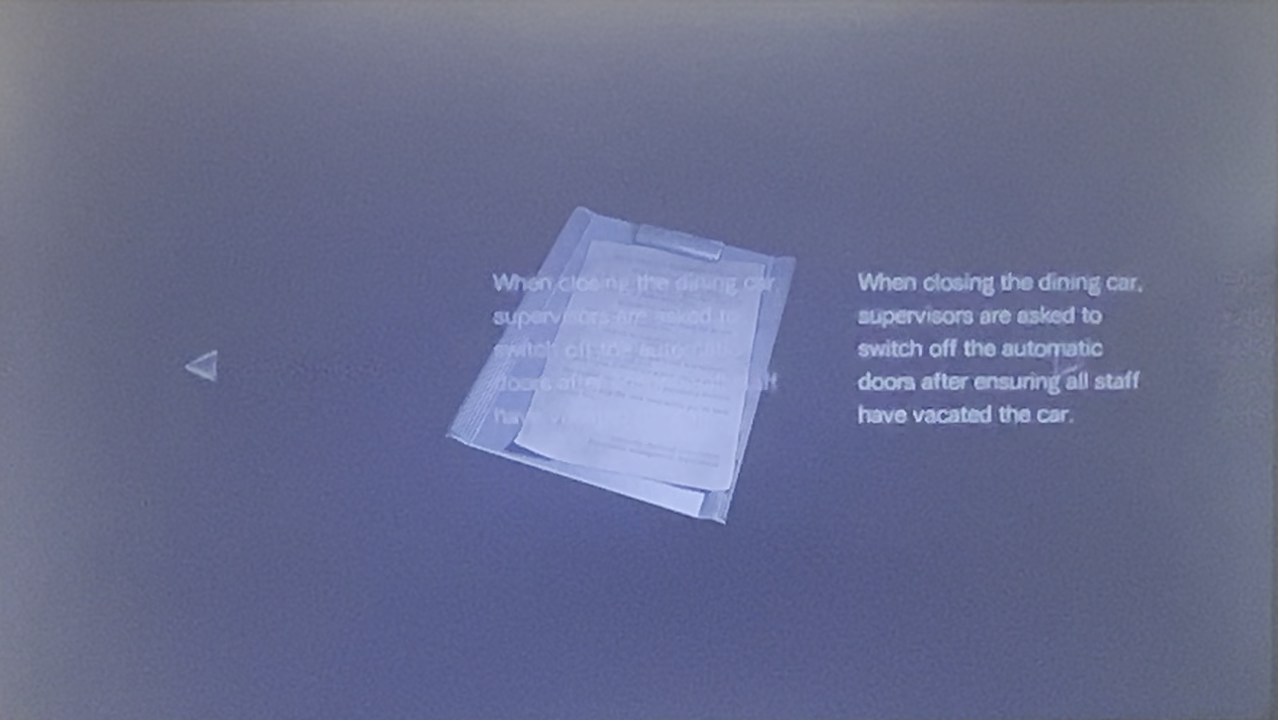 When closing the dining car,
supervisors are asked to
switch off the automatic
doors after ensuring all staff
have vacated the car.